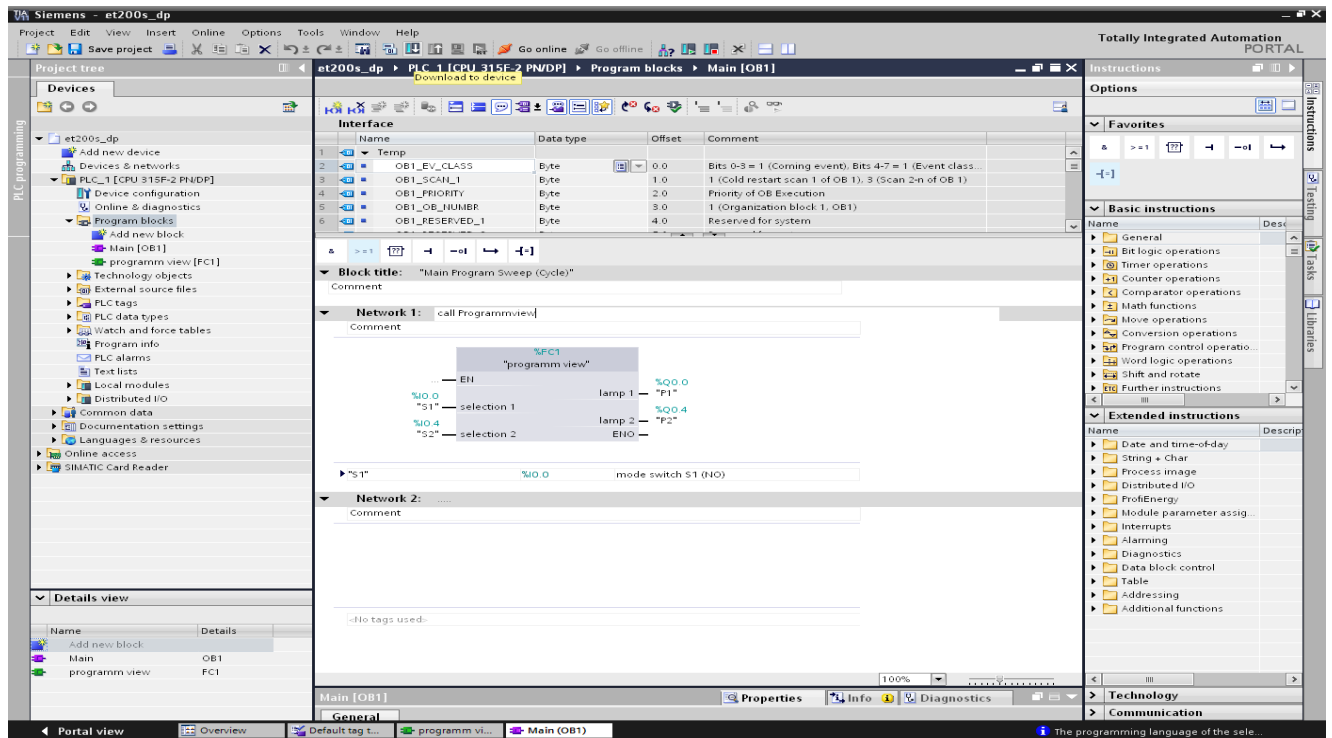 Siemens - et200s_dp
Project Edit View Insert Online Options Tools Window Help
Save project Go online Go offline
Totally Integrated Automation
PORTAL
Project tree
et200s_dp PLC_1 [CPU 315F-2 PN/DP] Program blocks Main [OB1]
Download to device
Instructions
Devices
Options
PLC programming
Interface
Name Data type Offset Comment
1 Temp
2 OB1_EV_CLASS Byte 0.0 Bits 0-3 = 1 (Coming event), Bits 4-7 = 1 (Event class...
3 OB1_SCAN_1 Byte 1.0 1 (Cold restart scan 1 of OB 1), 3 (Scan 2-n of OB 1)
4 OB1_PRIORITY Byte 2.0 Priority of OB Execution
5 OB1_OB_NUMBR Byte 3.0 1 (Organization block 1, OB1)
6 OB1_RESERVED_1 Byte 4.0 Reserved for system
et200s_dp
Add new device
Devices & networks
PLC_1 [CPU 315F-2 PN/DP]
Device configuration
Online & diagnostics
Program blocks
Add new block
Main [OB1]
programm view [FC1]
Technology objects
External source files
PLC tags
PLC data types
Watch and force tables
Program info
PLC alarms
Text lists
Local modules
Distributed I/O
Common data
Documentation settings
Languages & resources
Online access
SIMATIC Card Reader
& >=1 ?? -o| -[=]
Block title: "Main Program Sweep (Cycle)"
Comment
Network 1: call Programmview
Comment
%FC1
"programm view"
... EN
%I0.0
"S1" selection 1
%I0.4
"S2" selection 2
%Q0.0
lamp 1 "P1"
%Q0.4
lamp 2 "P2"
ENO
"S1" %I0.0 mode switch S1 (NO)
Network 2: .....
Comment
<No tags used>
100%
Details view
Name Details
Add new block
Main OB1
programm view FC1
Favorites
& >=1 ?? -o|
-[=]
Basic instructions
Name Desc
General
Bit logic operations
Timer operations
Counter operations
Comparator operations
Math functions
Move operations
Conversion operations
Program control operatio...
Word logic operations
Shift and rotate
Further instructions
Extended instructions
Name Descrip
Date and time-of-day
String + Char
Process image
Distributed I/O
ProfiEnergy
Module parameter assig...
Interrupts
Alarming
Diagnostics
Data block control
Table
Addressing
Additional functions
Technology
Communication
Instructions
Testing
Tasks
Libraries
Main [OB1]
Properties Info Diagnostics
General
Portal view Overview Default tag t... programm vi... Main (OB1)
The programming language of the sele...